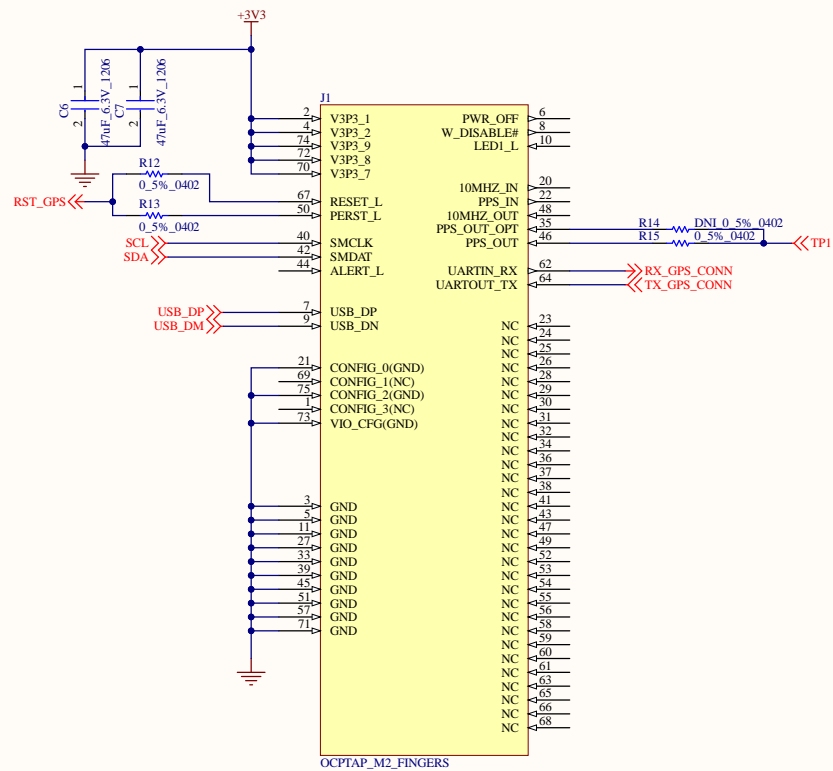 +3V3
J1
1
2
C6
47uF_6.3V_1206
1
2
C7
47uF_6.3V_1206
2 V3P3_1
4 V3P3_2
74 V3P3_9
72 V3P3_8
70 V3P3_7
R12
0_5%_0402
RST_GPS
R13
0_5%_0402
67 RESET_L
50 PERST_L
SCL 40 SMCLK
SDA 42 SMDAT
44 ALERT_L
USB_DP 7 USB_DP
USB_DM 9 USB_DN
21 CONFIG_0(GND)
69 CONFIG_1(NC)
75 CONFIG_2(GND)
1 CONFIG_3(NC)
73 VIO_CFG(GND)
3 GND
5 GND
11 GND
27 GND
33 GND
39 GND
45 GND
51 GND
57 GND
71 GND
PWR_OFF 6
W_DISABLE# 8
LED1_L 10
10MHZ_IN 20
PPS_IN 22
10MHZ_OUT 48
PPS_OUT_OPT 35 R14 DNI_0_5%_0402
PPS_OUT 46 R15 0_5%_0402
TP1
UARTIN_RX 62 RX_GPS_CONN
UARTOUT_TX 64 TX_GPS_CONN
NC 23
NC 24
NC 25
NC 26
NC 28
NC 29
NC 30
NC 31
NC 32
NC 34
NC 36
NC 37
NC 38
NC 41
NC 43
NC 47
NC 49
NC 52
NC 53
NC 54
NC 55
NC 56
NC 58
NC 59
NC 60
NC 61
NC 63
NC 65
NC 66
NC 68
OCPTAP_M2_FINGERS